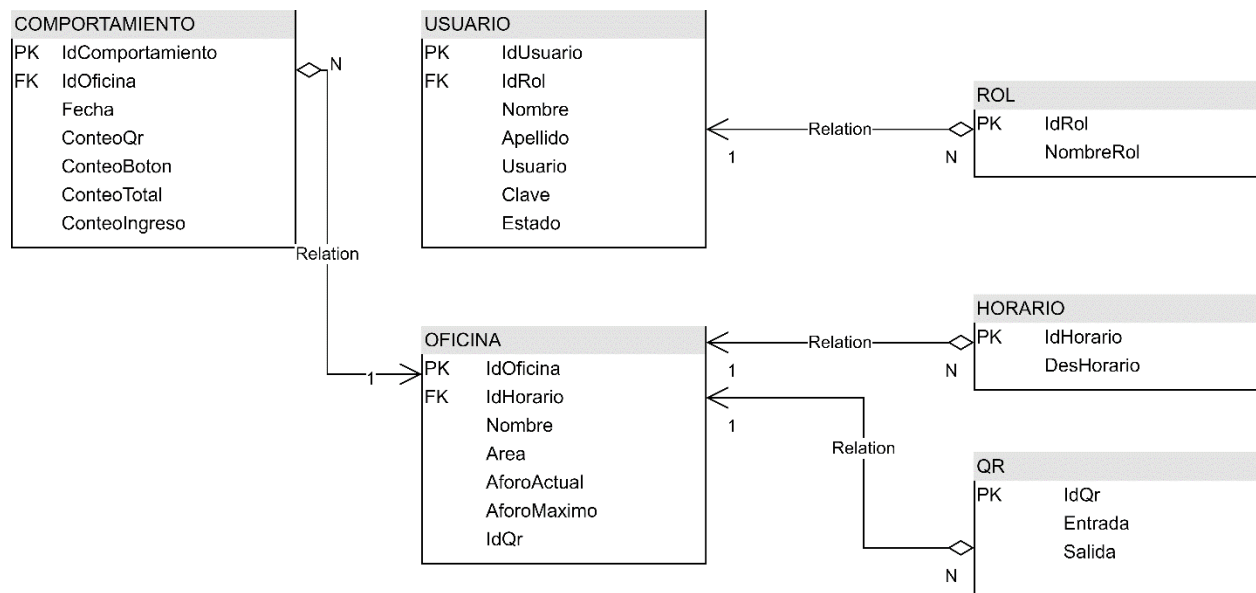 COMPORTAMIENTO
PK IdComportamiento
FK IdOficina
Fecha
ConteoQr
ConteoBoton
ConteoTotal
ConteoIngreso
N
Relation
1
USUARIO
PK IdUsuario
FK IdRol
Nombre
Apellido
Usuario
Clave
Estado
1
Relation
N
ROL
PK IdRol
NombreRol
OFICINA
PK IdOficina
FK IdHorario
Nombre
Area
AforoActual
AforoMaximo
IdQr
1
Relation
N
HORARIO
PK IdHorario
DesHorario
1
Relation
N
QR
PK IdQr
Entrada
Salida